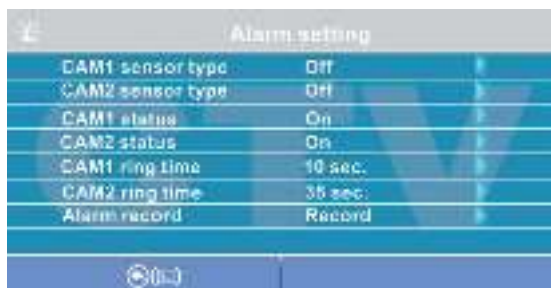 Alarm setting
CAM1 sensor type Off
CAM2 sensor type Off
CAM1 status On
CAM2 status On
CAM1 ring time 10 sec.
CAM2 ring time 35 sec.
Alarm record Record
CTV